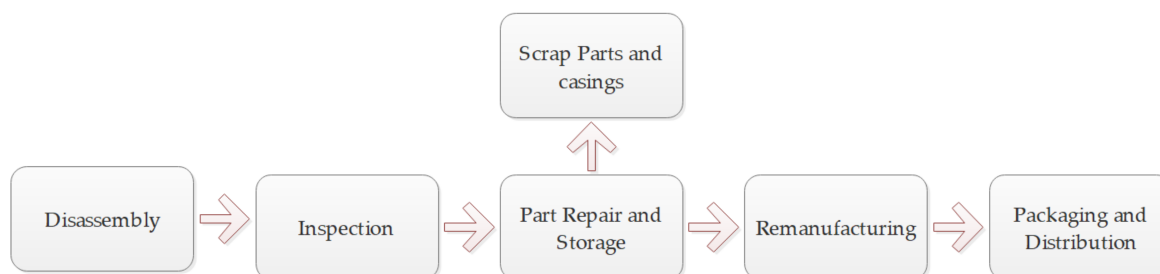 Scrap Parts and
casings
Disassembly
Inspection
Part Repair and
Storage
Remanufacturing
Packaging and
Distribution